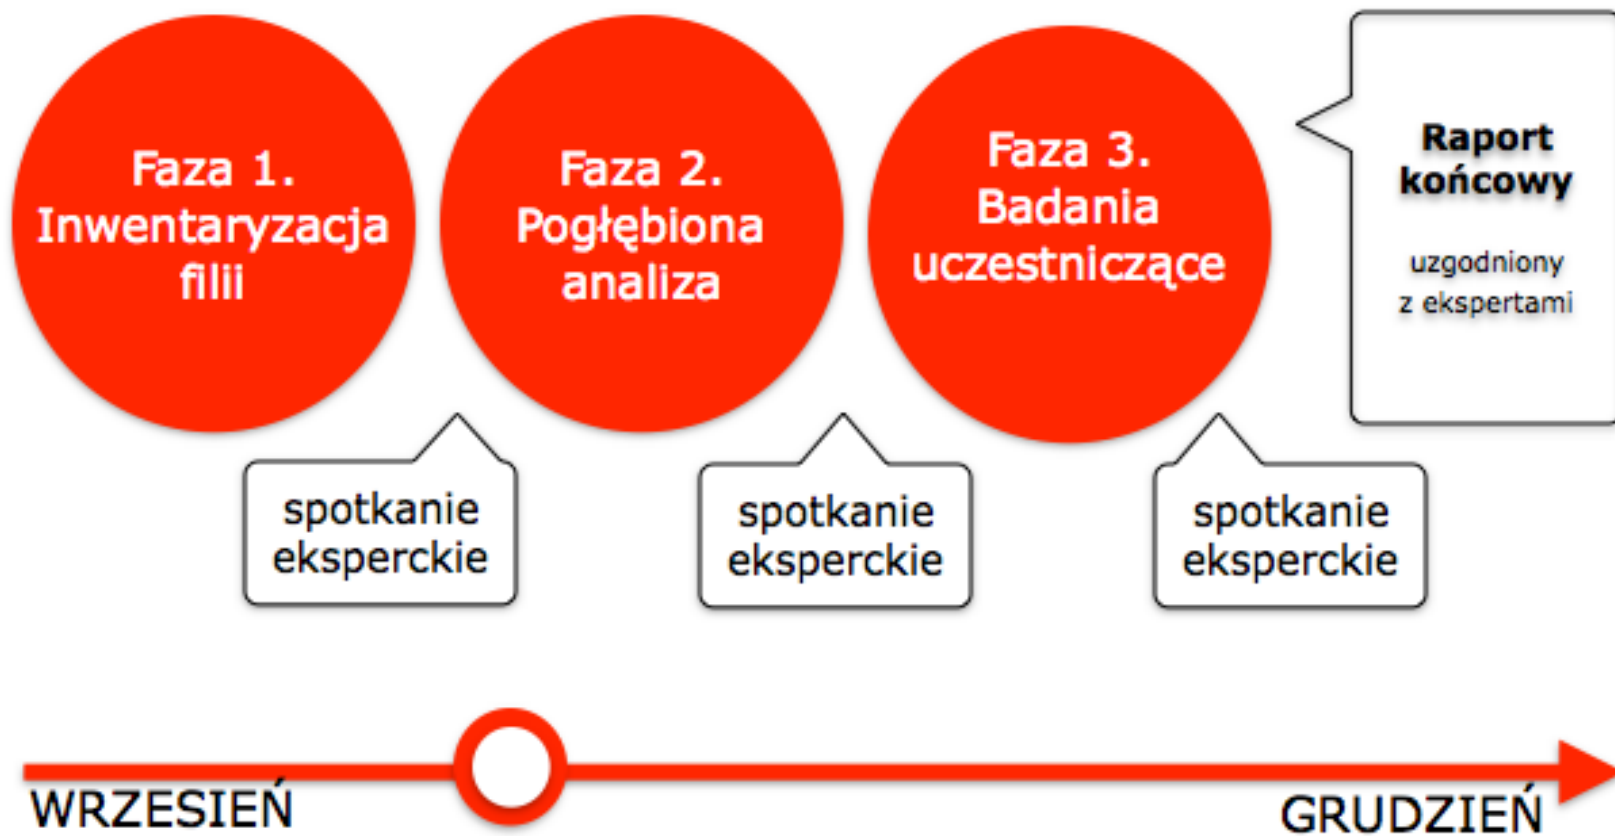 Faza 1.
Inwentaryzacja
filii
Faza 2.
Pogłębiona
analiza
Faza 3.
Badania
uczestniczące
Raport
końcowy
uzgodniony
z ekspertami
spotkanie
eksperckie
spotkanie
eksperckie
spotkanie
eksperckie
WRZESIEŃ
GRUDZIEŃ